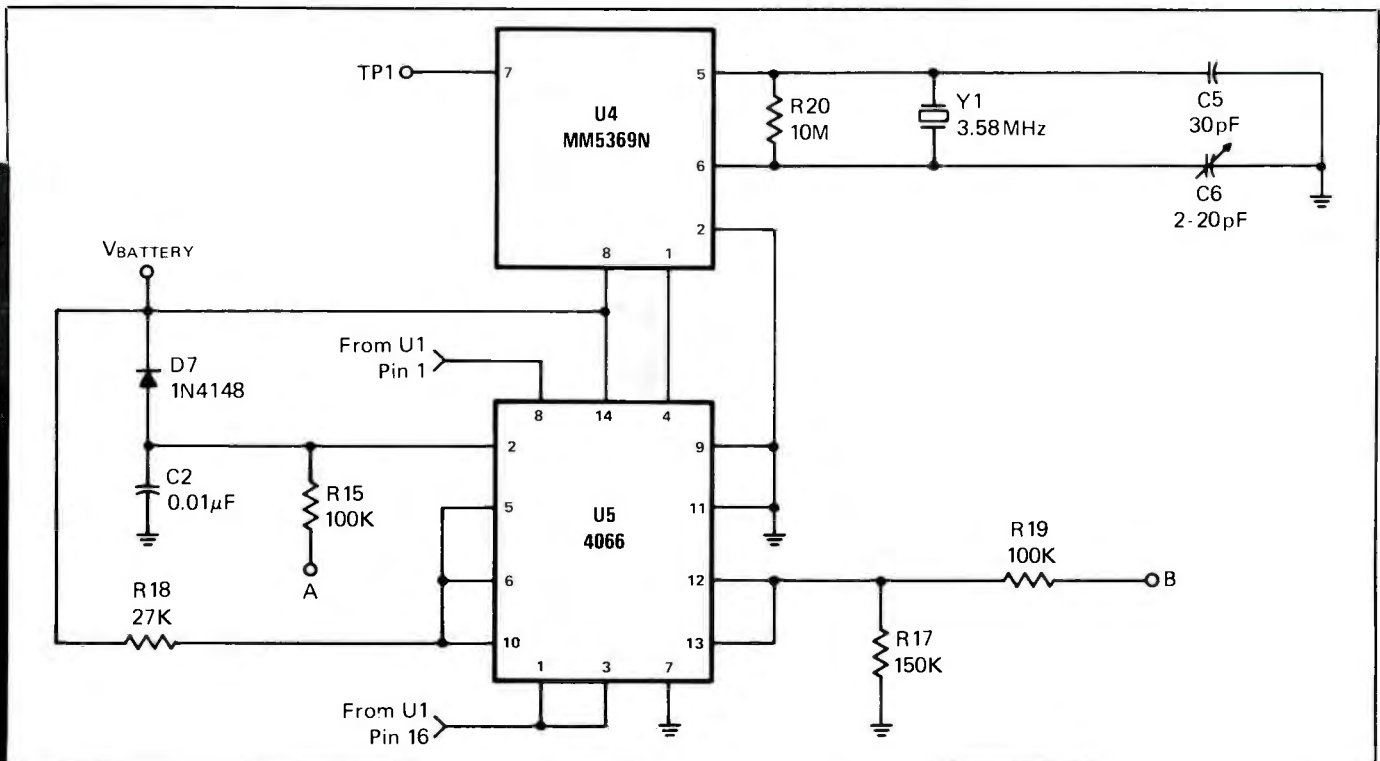 TP1
7
U4
MM5369N
5
6
2
8
1
R20
10M
Y1
3.58MHz
C5
30pF
C6
2-20pF
VBATTERY
D7
1N4148
From U1
Pin 1
C2
0.01μF
R15
100K
A
R18
27K
8
14
4
2
5
6
10
U5
4066
9
11
12
13
1
3
7
R19
100K
B
R17
150K
From U1
Pin 16